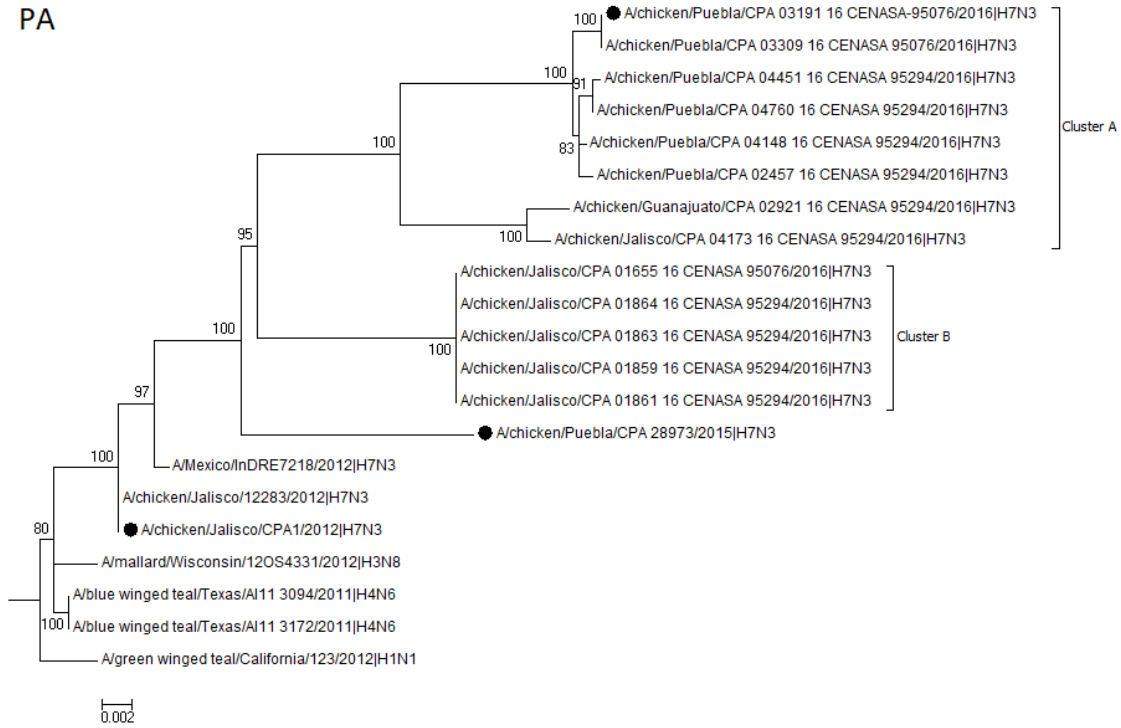 PA
100
A/chicken/Puebla/CPA 03191 16 CENASA-95076/2016|H7N3
A/chicken/Puebla/CPA 03309 16 CENASA 95076/2016|H7N3
100
91
A/chicken/Puebla/CPA 04451 16 CENASA 95294/2016|H7N3
A/chicken/Puebla/CPA 04760 16 CENASA 95294/2016|H7N3
Cluster A
100
83
A/chicken/Puebla/CPA 04148 16 CENASA 95294/2016|H7N3
A/chicken/Puebla/CPA 02457 16 CENASA 95294/2016|H7N3
A/chicken/Guanajuato/CPA 02921 16 CENASA 95294/2016|H7N3
100
A/chicken/Jalisco/CPA 04173 16 CENASA 95294/2016|H7N3
95
A/chicken/Jalisco/CPA 01655 16 CENASA 95076/2016|H7N3
A/chicken/Jalisco/CPA 01864 16 CENASA 95294/2016|H7N3
100
A/chicken/Jalisco/CPA 01863 16 CENASA 95294/2016|H7N3
Cluster B
100
A/chicken/Jalisco/CPA 01859 16 CENASA 95294/2016|H7N3
97
A/chicken/Jalisco/CPA 01861 16 CENASA 95294/2016|H7N3
A/chicken/Puebla/CPA 28973/2015|H7N3
100
A/Mexico/InDRE7218/2012|H7N3
A/chicken/Jalisco/12283/2012|H7N3
80
A/chicken/Jalisco/CPA1/2012|H7N3
A/mallard/Wisconsin/12OS4331/2012|H3N8
A/blue winged teal/Texas/AI11 3094/2011|H4N6
100
A/blue winged teal/Texas/AI11 3172/2011|H4N6
A/green winged teal/California/123/2012|H1N1
0.002